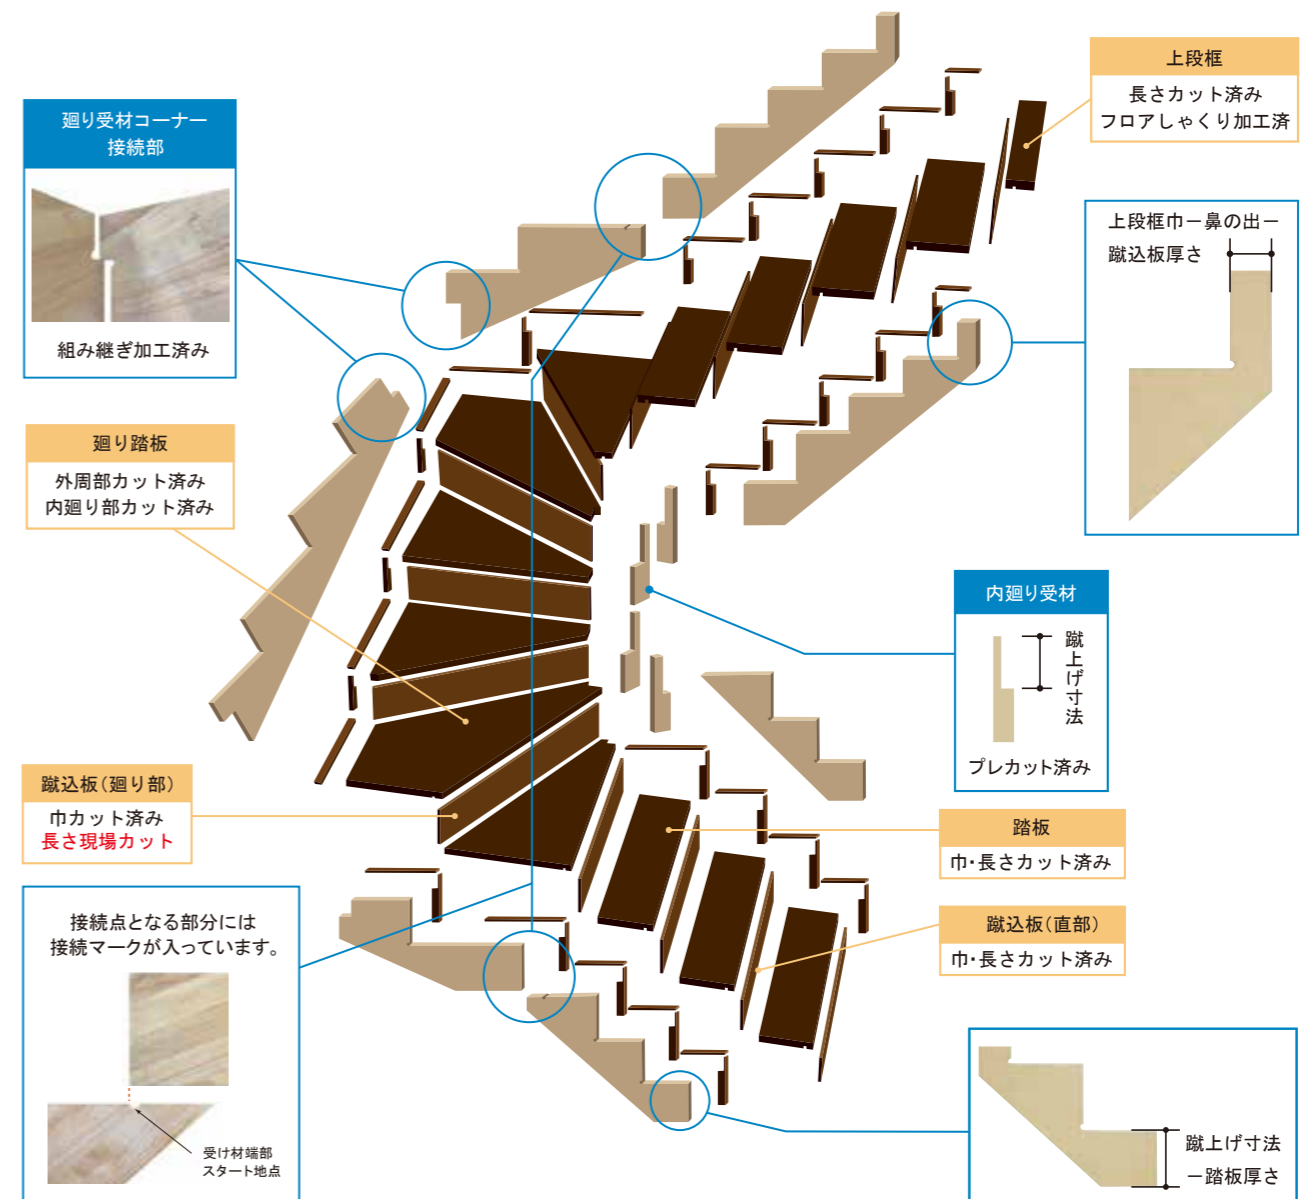 上段框
長さカット済み
フロアしゃくり加工済
廻り受材コーナー
接続部
組み継ぎ加工済み
上段框巾－鼻の出－
蹴込板厚さ
廻り踏板
外周部カット済み
内廻り部カット済み
内廻り受材
蹴上げ寸法
プレカット済み
蹴込板(廻り部)
巾カット済み
長さ現場カット
踏板
巾・長さカット済み
蹴込板(直部)
巾・長さカット済み
接続点となる部分には
接続マークが入っています。
受け材端部
スタート地点
蹴上げ寸法
－踏板厚さ